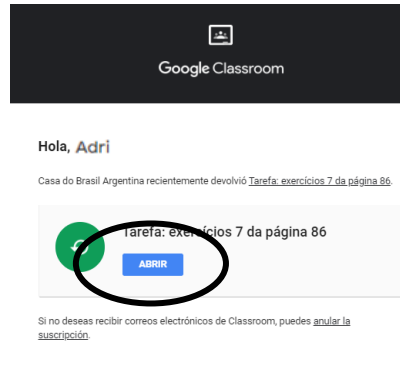 Google Classroom
Hola, Adri
Casa do Brasil Argentina recientemente devolvió Tarefa: exercícios 7 da página 86.
Tarefa: exercícios 7 da página 86
ABRIR
Si no deseas recibir correos electrónicos de Classroom, puedes anular la
suscripción.